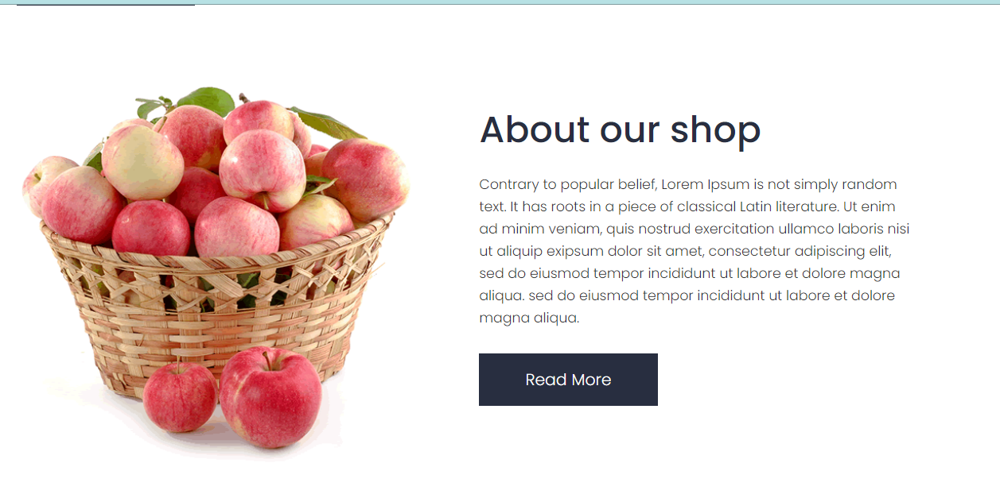 About our shop
Contrary to popular belief, Lorem Ipsum is not simply random
text. It has roots in a piece of classical Latin literature. Ut enim
ad minim veniam, quis nostrud exercitation ullamco laboris nisi
ut aliquip exipsum dolor sit amet, consectetur adipiscing elit,
sed do eiusmod tempor incididunt ut labore et dolore magna
aliqua. sed do eiusmod tempor incididunt ut labore et dolore
magna aliqua.
Read More